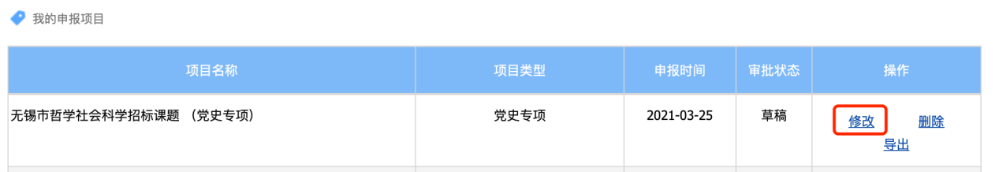 我的申报项目
项目名称 项目类型 申报时间 审批状态 操作
无锡市哲学社会科学招标课题 （党史专项） 党史专项 2021-03-25 草稿 修改 删除
导出